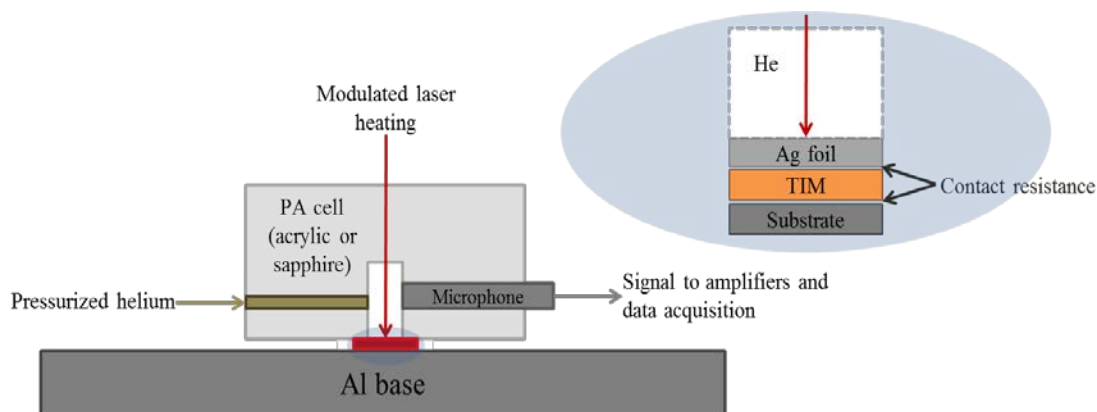 He
Ag foil
TIM
Substrate
Contact resistance
Modulated laser
heating
PA cell
(acrylic or
sapphire)
Pressurized helium
Microphone
Signal to amplifiers and
data acquisition
Al base